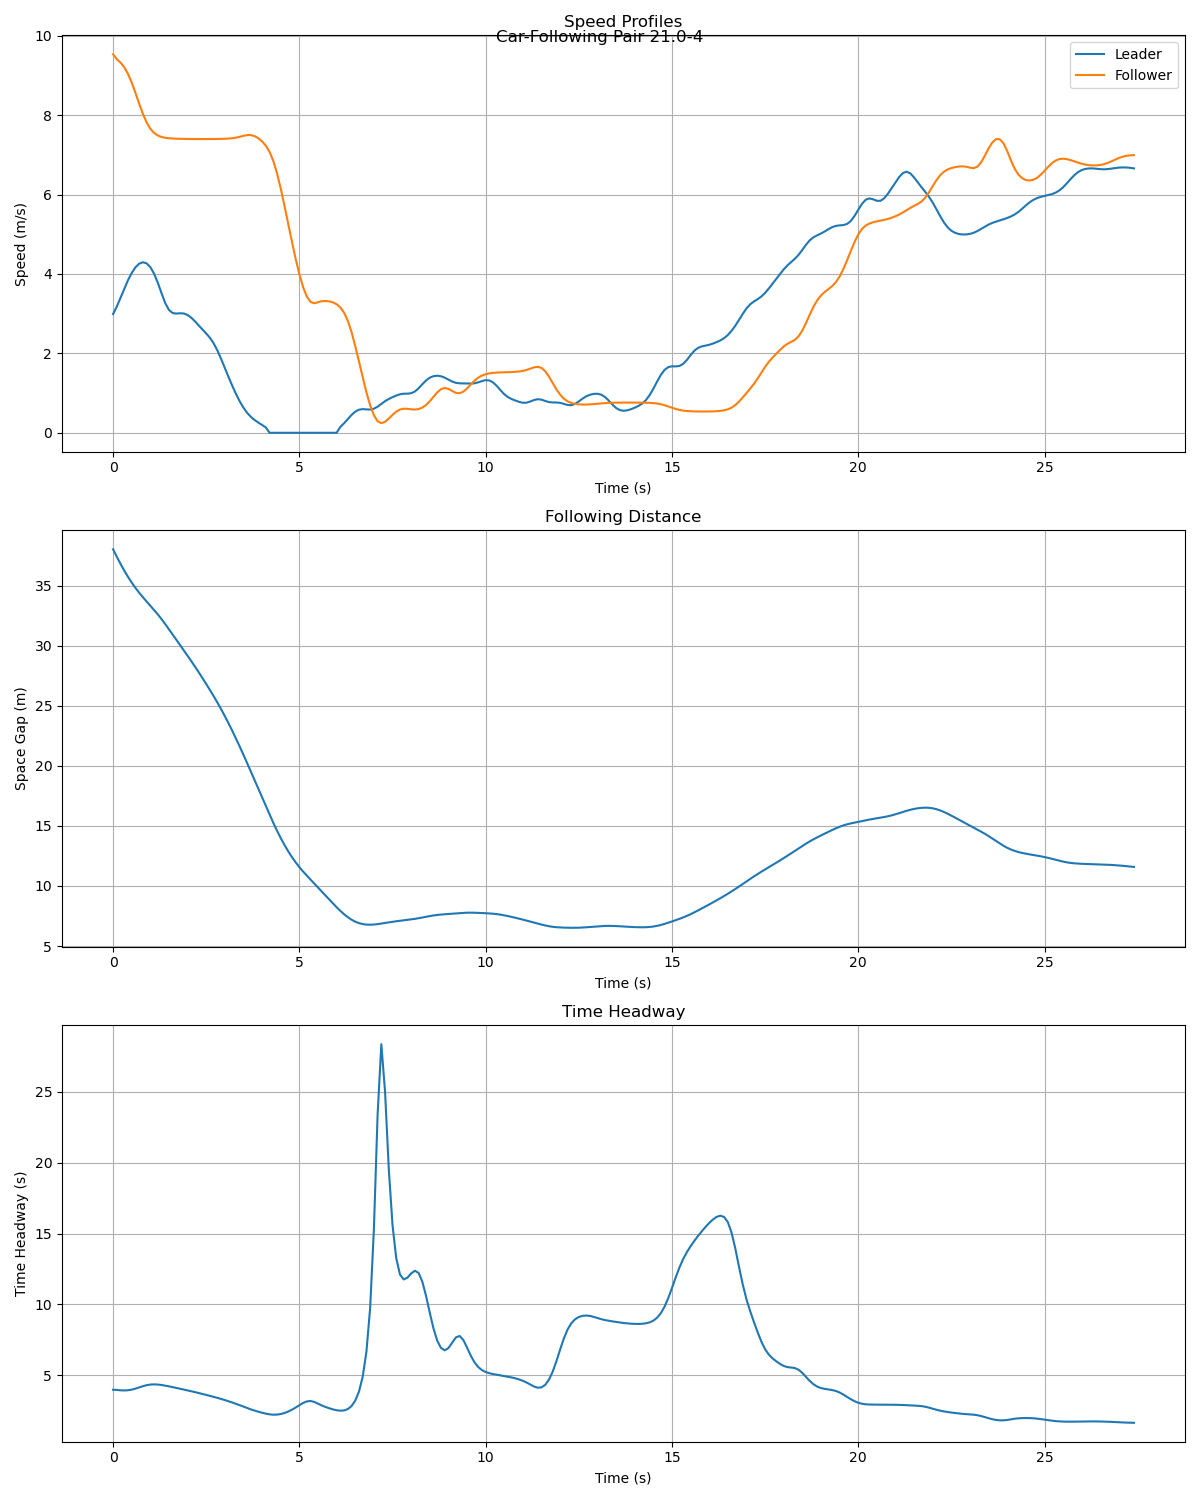 Speed Profiles
Car-Following Pair 21.0-4
10
8
6
4
2
0
Speed (m/s)
Leader
Follower
0 5 10 15 20 25
Time (s)
Following Distance
35
30
25
20
15
10
5
Space Gap (m)
0 5 10 15 20 25
Time (s)
Time Headway
25
20
15
10
5
Time Headway (s)
0 5 10 15 20 25
Time (s)